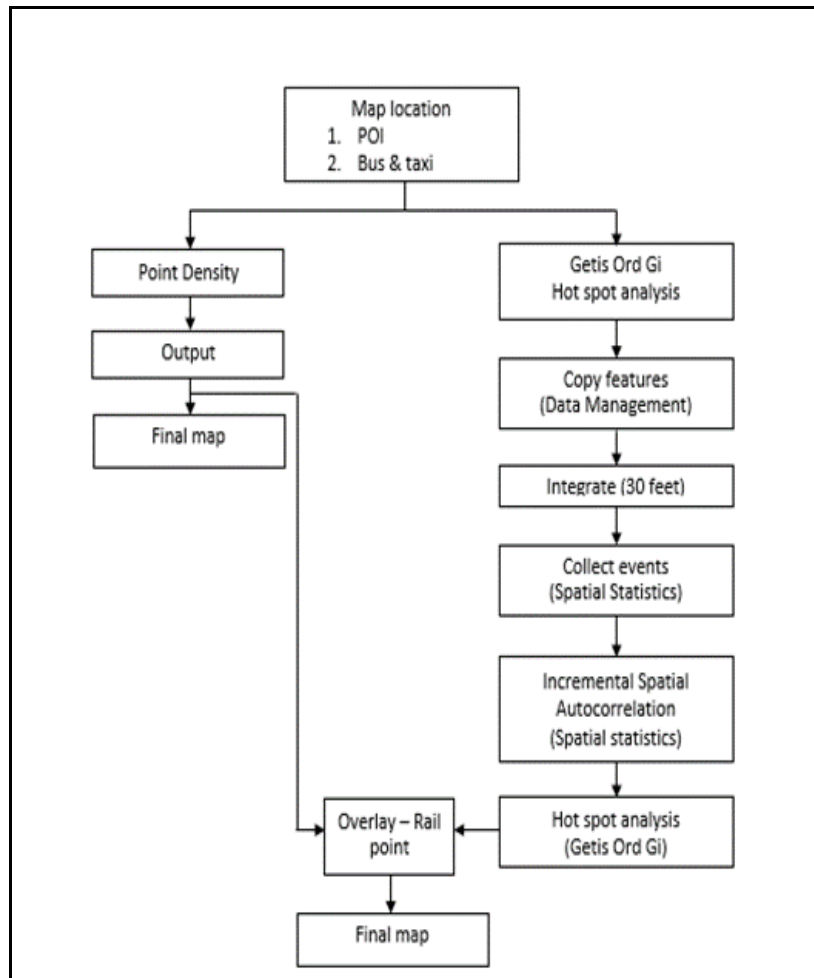 Map location
1. POI
2. Bus & taxi
Point Density
Output
Final map
Getis Ord Gi
Hot spot analysis
Copy features
(Data Management)
Integrate (30 feet)
Collect events
(Spatial Statistics)
Incremental Spatial
Autocorrelation
(Spatial statistics)
Hot spot analysis
(Getis Ord Gi)
Overlay – Rail
point
Final map